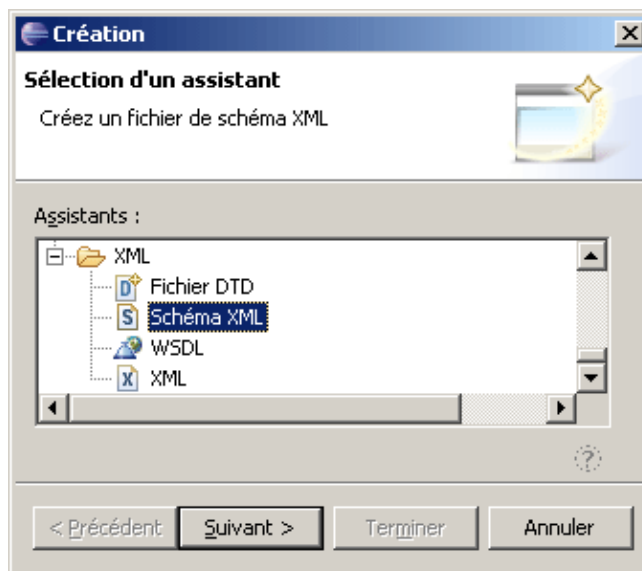 Création
Sélection d'un assistant
Créez un fichier de schéma XML
Assistants :
XML
Fichier DTD
Schéma XML
WSDL
XML
< Précédent Suivant > Terminer Annuler